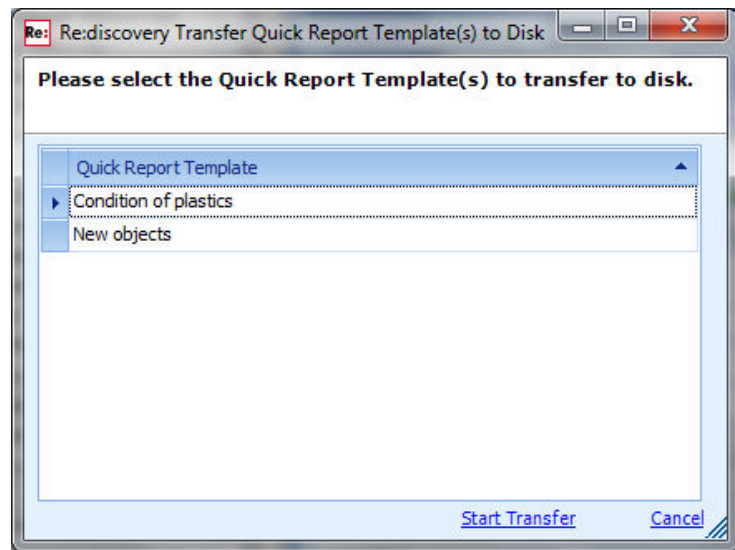 Re: Re:discovery Transfer Quick Report Template(s) to Disk
Please select the Quick Report Template(s) to transfer to disk.
Quick Report Template
Condition of plastics
New objects
Start Transfer Cancel